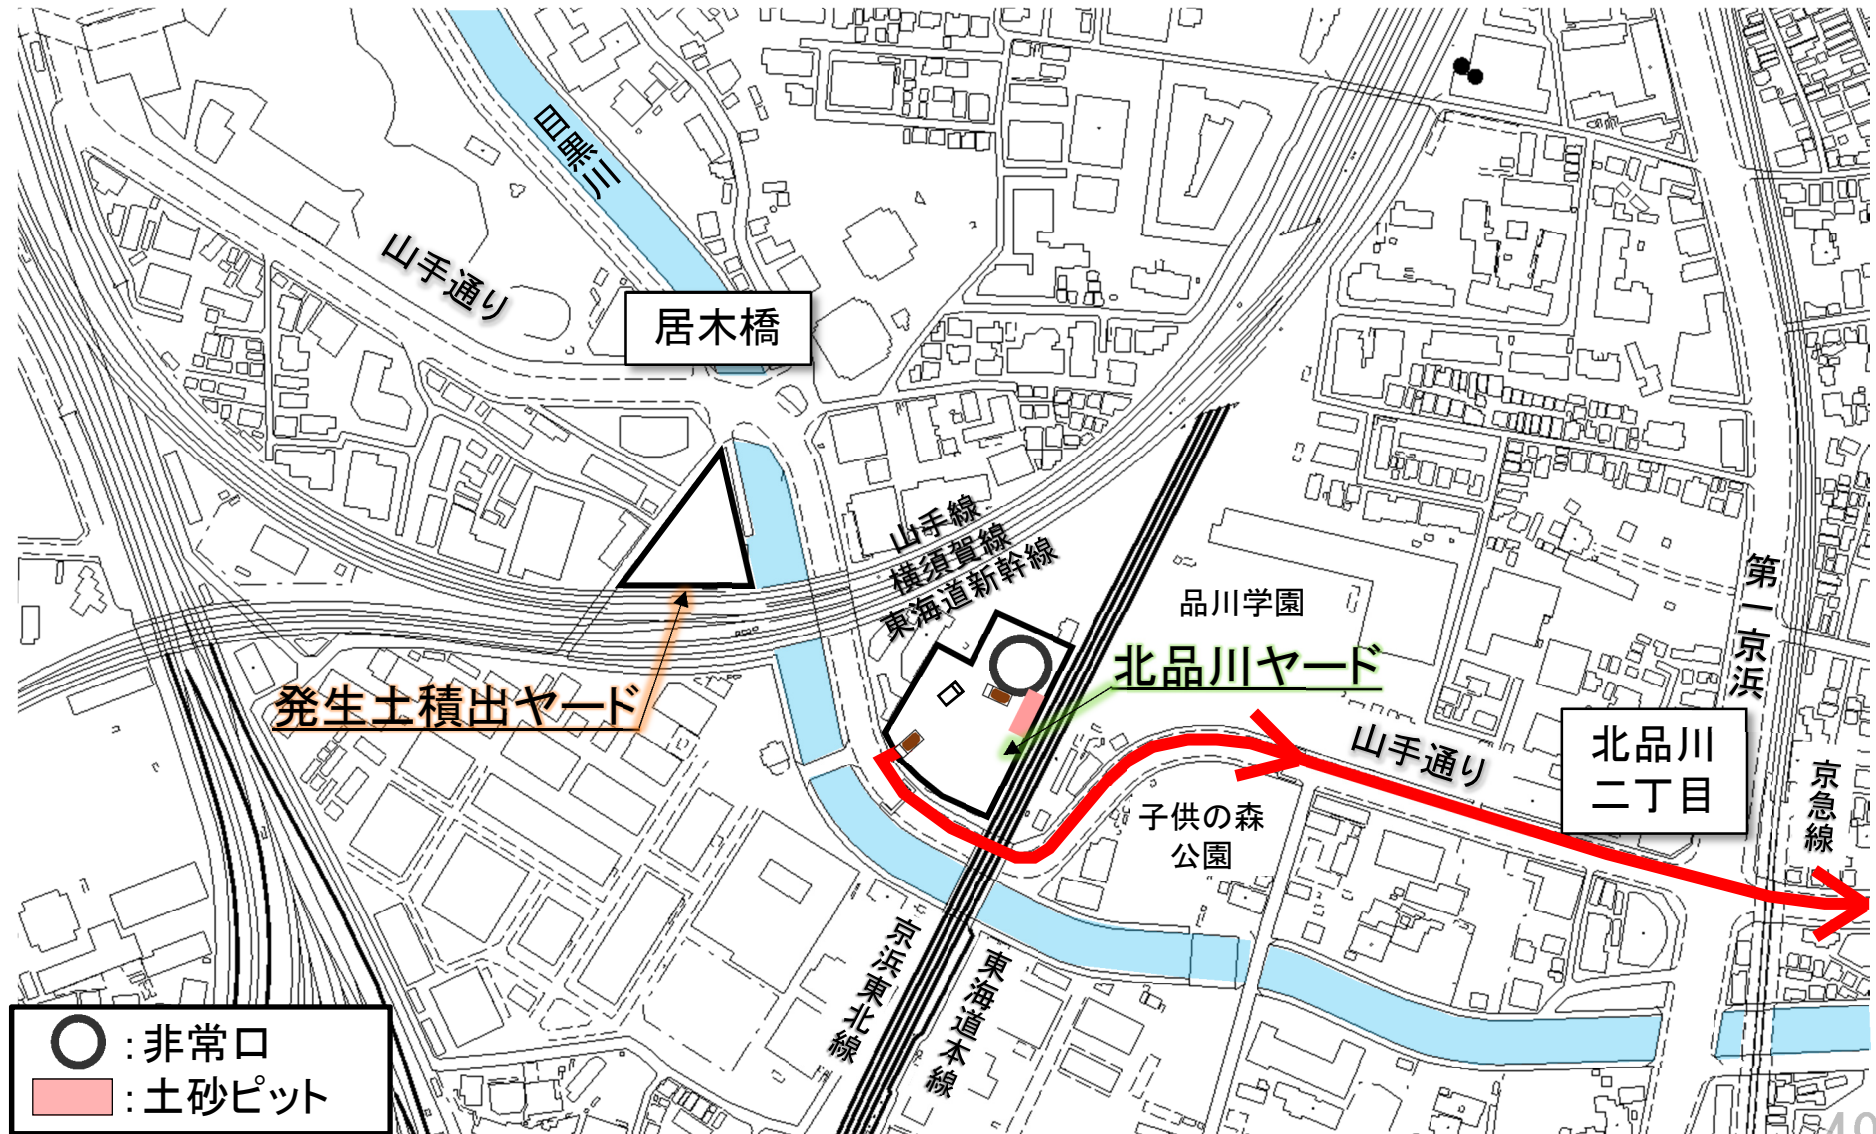 目黒川
山手通り
居木橋
山手線
横須賀線
東海道新幹線
品川学園
第一京浜
発生土積出ヤード
北品川ヤード
山手通り
北品川
二丁目
京急線
子供の森
公園
京浜東北線
東海道本線
：非常口
：土砂ピット